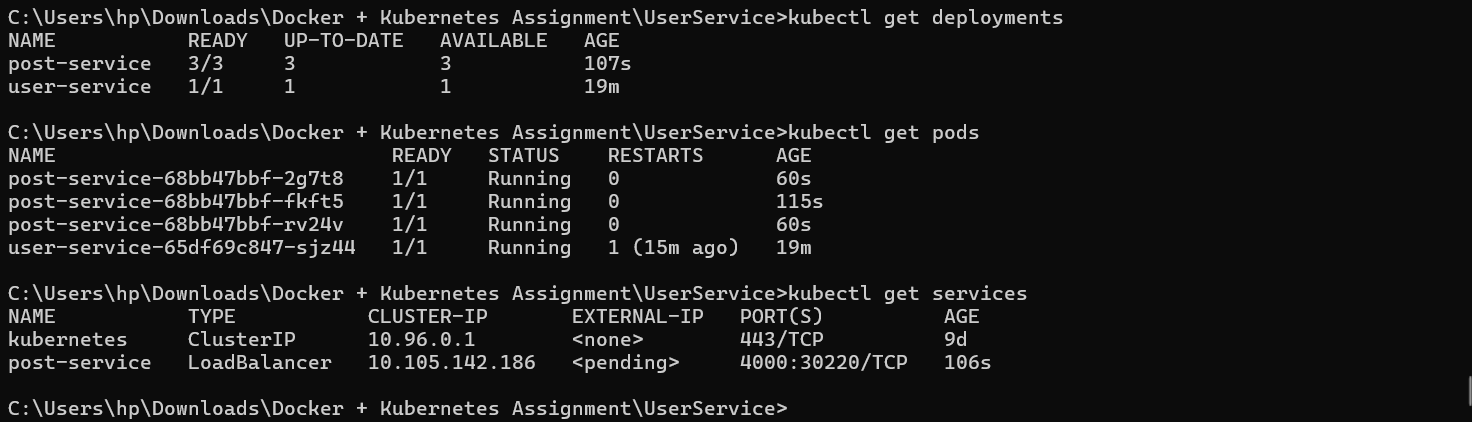 C:\Users\hp\Downloads\Docker + Kubernetes Assignment\UserService>kubectl get deployments
NAME           READY   UP-TO-DATE   AVAILABLE   AGE
post-service   3/3     3            3           107s
user-service   1/1     1            1           19m
C:\Users\hp\Downloads\Docker + Kubernetes Assignment\UserService>kubectl get pods
NAME                            READY   STATUS    RESTARTS      AGE
post-service-68bb47bbf-2g7t8    1/1     Running   0             60s
post-service-68bb47bbf-fkft5    1/1     Running   0             115s
post-service-68bb47bbf-rv24v    1/1     Running   0             60s
user-service-65df69c847-sjz44   1/1     Running   1 (15m ago)   19m
C:\Users\hp\Downloads\Docker + Kubernetes Assignment\UserService>kubectl get services
NAME           TYPE           CLUSTER-IP       EXTERNAL-IP   PORT(S)          AGE
kubernetes     ClusterIP      10.96.0.1        <none>        443/TCP          9d
post-service   LoadBalancer   10.105.142.186   <pending>     4000:30220/TCP   106s
C:\Users\hp\Downloads\Docker + Kubernetes Assignment\UserService>